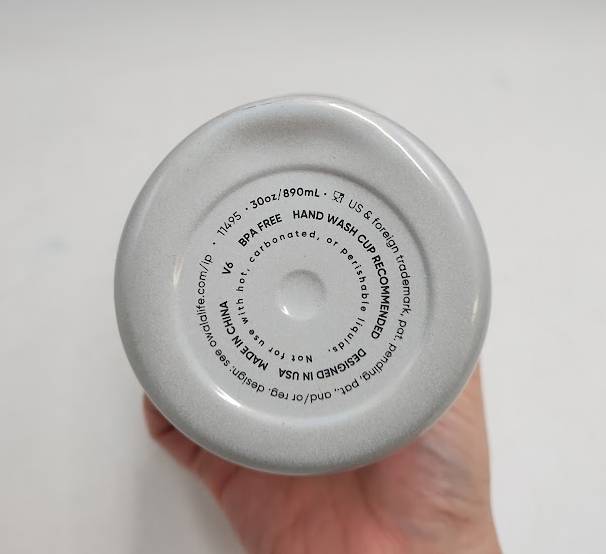 11495 · 30oz/890mL · US & foreign trademark, pat. pending, pat., and/or reg. design: see owalalife.com/ip ·
V6 BPA FREE HAND WASH CUP RECOMMENDED DESIGNED IN USA MADE IN CHINA
Not for use with hot, carbonated, or perishable liquids.